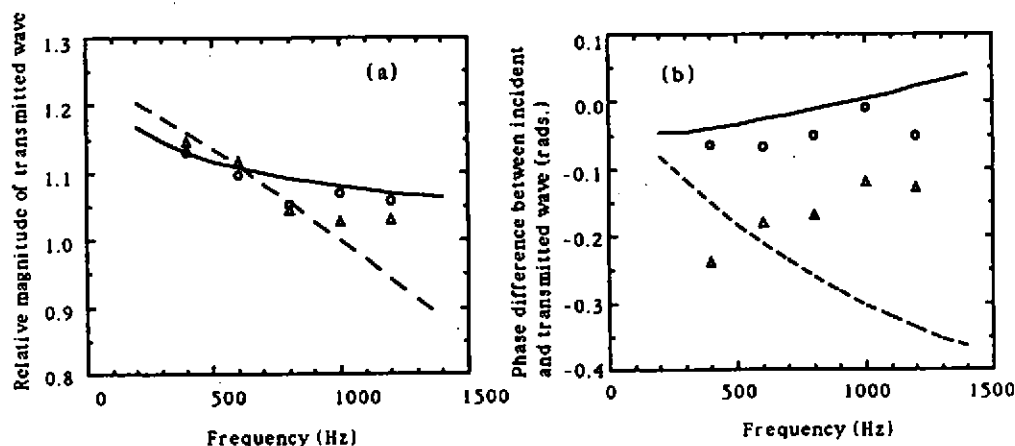 Relative magnitude of transmitted wave
1.3
1.2
1.1
1.0
0.9
0.8
(a)
0
500
1000
1500
Frequency (Hz)
Phase difference between incident
and transmitted wave (rads.)
0.1
0.0
-0.1
-0.2
-0.3
-0.4
(b)
0
500
1000
1500
Frequency (Hz)